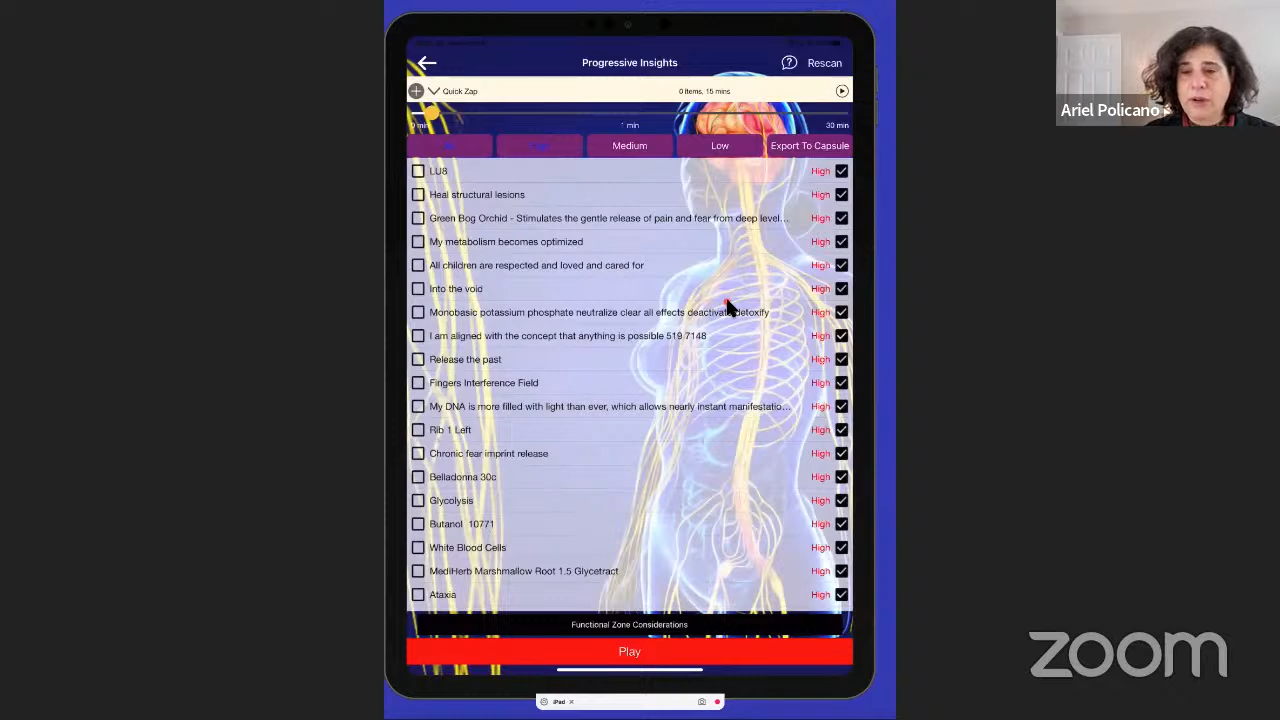 Progressive Insights
Rescan
Quick Zap
0 items, 15 mins
0 min
1 min
30 min
Medium
Low
Export To Capsule
LU8 High
Heal structural lesions High
Green Bog Orchid - Stimulates the gentle release of pain and fear from deep level... High
My metabolism becomes optimized High
All children are respected and loved and cared for High
Into the void High
Monobasic potassium phosphate neutralize clear all effects deactivate detoxify High
I am aligned with the concept that anything is possible 519 7148 High
Release the past High
Fingers Interference Field High
My DNA is more filled with light than ever, which allows nearly instant manifestatio... High
Rib 1 Left High
Chronic fear imprint release High
Belladonna 30c High
Glycolysis High
Butanol 10771 High
White Blood Cells High
MediHerb Marshmallow Root 1.5 Glycetract High
Ataxia High
Functional Zone Considerations
Play
iPad
Ariel Policano
zoom